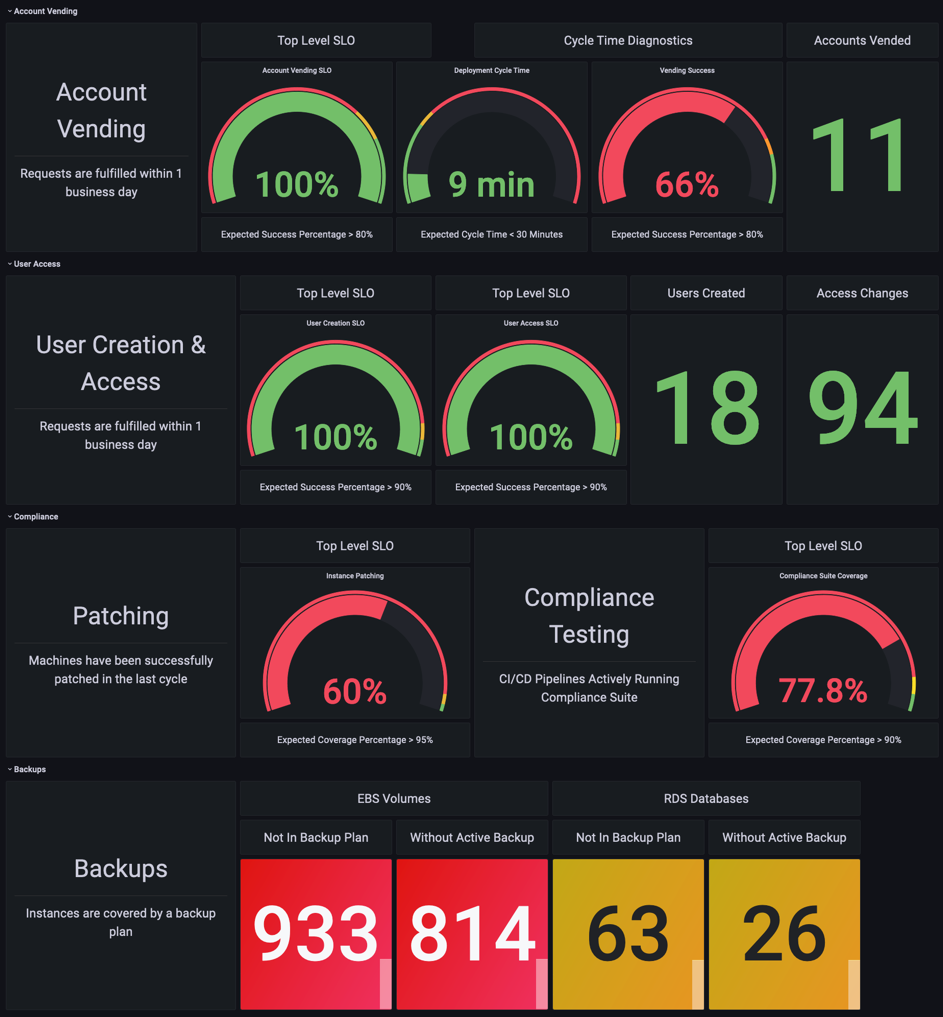 Account Vending
Account
Vending
Requests are fulfilled within 1
business day
Top Level SLO
Cycle Time Diagnostics
Accounts Vended
Account Vending SLO
100%
Expected Success Percentage > 80%
Deployment Cycle Time
9 min
Expected Cycle Time < 30 Minutes
Vending Success
66%
Expected Success Percentage > 80%
11
User Access
User Creation &
Access
Requests are fulfilled within 1
business day
Top Level SLO
User Creation SLO
100%
Expected Success Percentage > 90%
Top Level SLO
User Access SLO
100%
Expected Success Percentage > 90%
Users Created
18
Access Changes
94
Compliance
Patching
Machines have been successfully
patched in the last cycle
Top Level SLO
Instance Patching
60%
Expected Coverage Percentage > 95%
Compliance
Testing
CI/CD Pipelines Actively Running
Compliance Suite
Top Level SLO
Compliance Suite Coverage
77.8%
Expected Coverage Percentage > 90%
Backups
Backups
Instances are covered by a backup
plan
EBS Volumes
Not In Backup Plan
933
Without Active Backup
814
RDS Databases
Not In Backup Plan
63
Without Active Backup
26